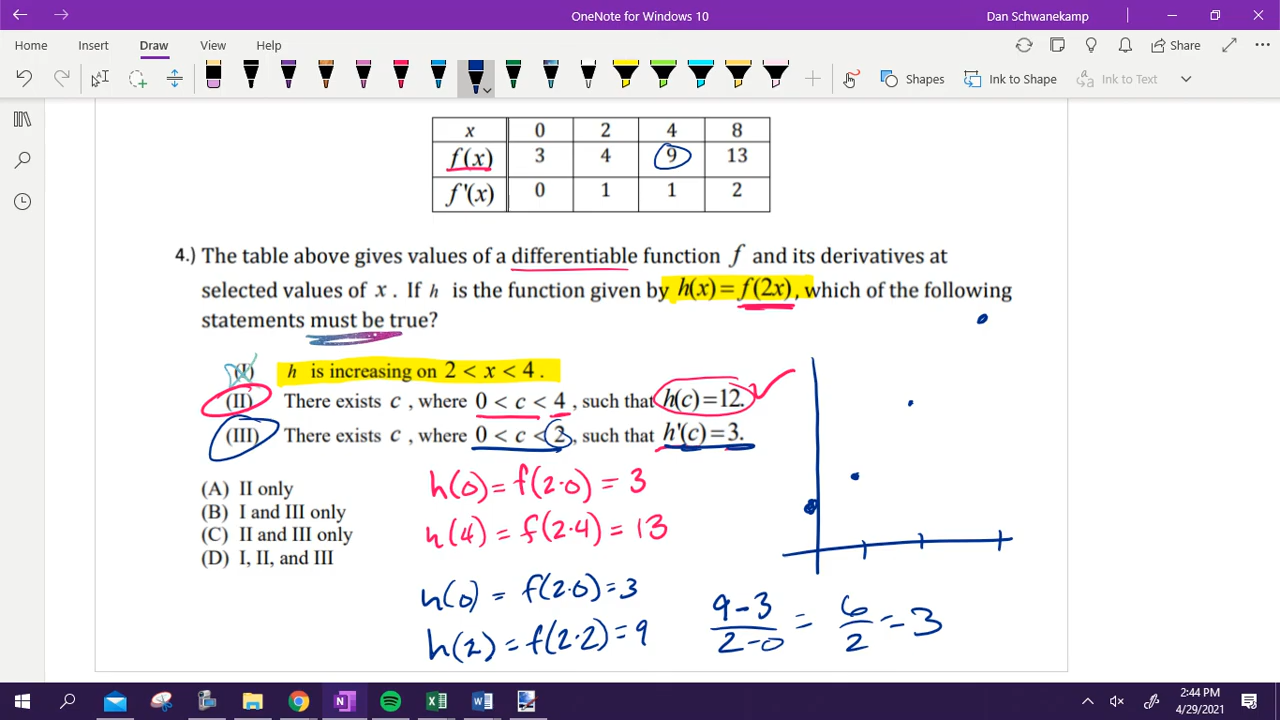 OneNote for Windows 10
Dan Schwanekamp
Home Insert Draw View Help
Share
Shapes Ink to Shape Ink to Text
x 0 2 4 8
f(x) 3 4 9 13
f'(x) 0 1 1 2
4.) The table above gives values of a differentiable function f and its derivatives at
selected values of x . If h is the function given by h(x) = f(2x), which of the following
statements must be true?
(I) h is increasing on 2 < x < 4 .
(II) There exists c , where 0 < c < 4 , such that h(c) = 12.
(III) There exists c , where 0 < c < 2, such that h'(c) = 3.
(A) II only
(B) I and III only
(C) II and III only
(D) I, II, and III
h(0) = f(2·0) = 3
h(4) = f(2·4) = 13
h(0) = f(2·0) = 3
h(2) = f(2·2) = 9
9-3 / 2-0 = 6/2 = 3
2:44 PM
4/29/2021